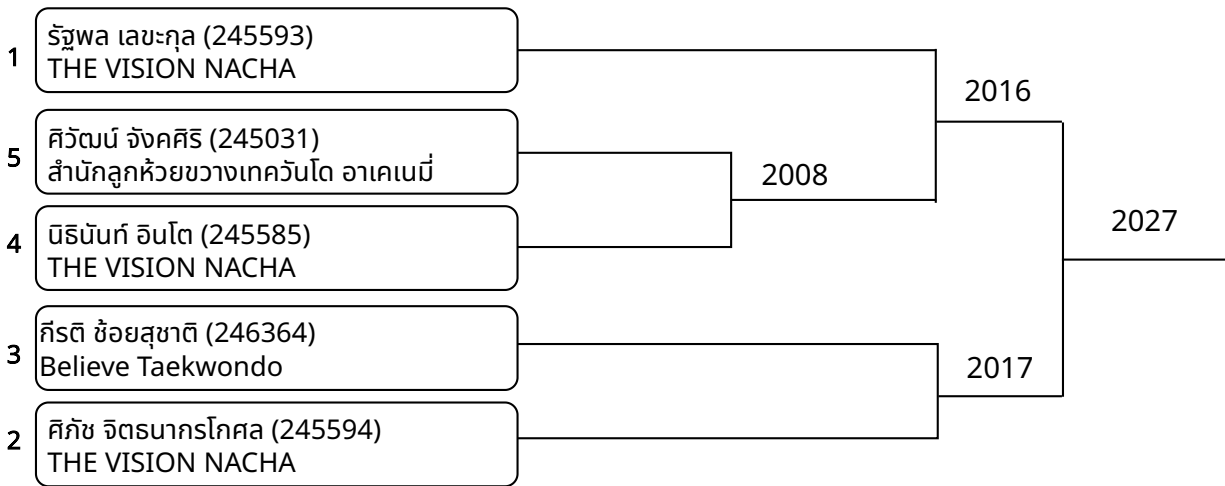 1
รัฐพล เลขะกุล (245593)
THE VISION NACHA
2016
5
ศิวัฒน์ จังคศิริ (245031)
สำนักลูกห้วยขวางเทควันโด อาเคเนมี่
2008
4
นิธินันท์ อินโต (245585)
THE VISION NACHA
2027
3
กีรติ ช้อยสุชาติ (246364)
Believe Taekwondo
2017
2
ศิภัช จิตธนากรโกศล (245594)
THE VISION NACHA